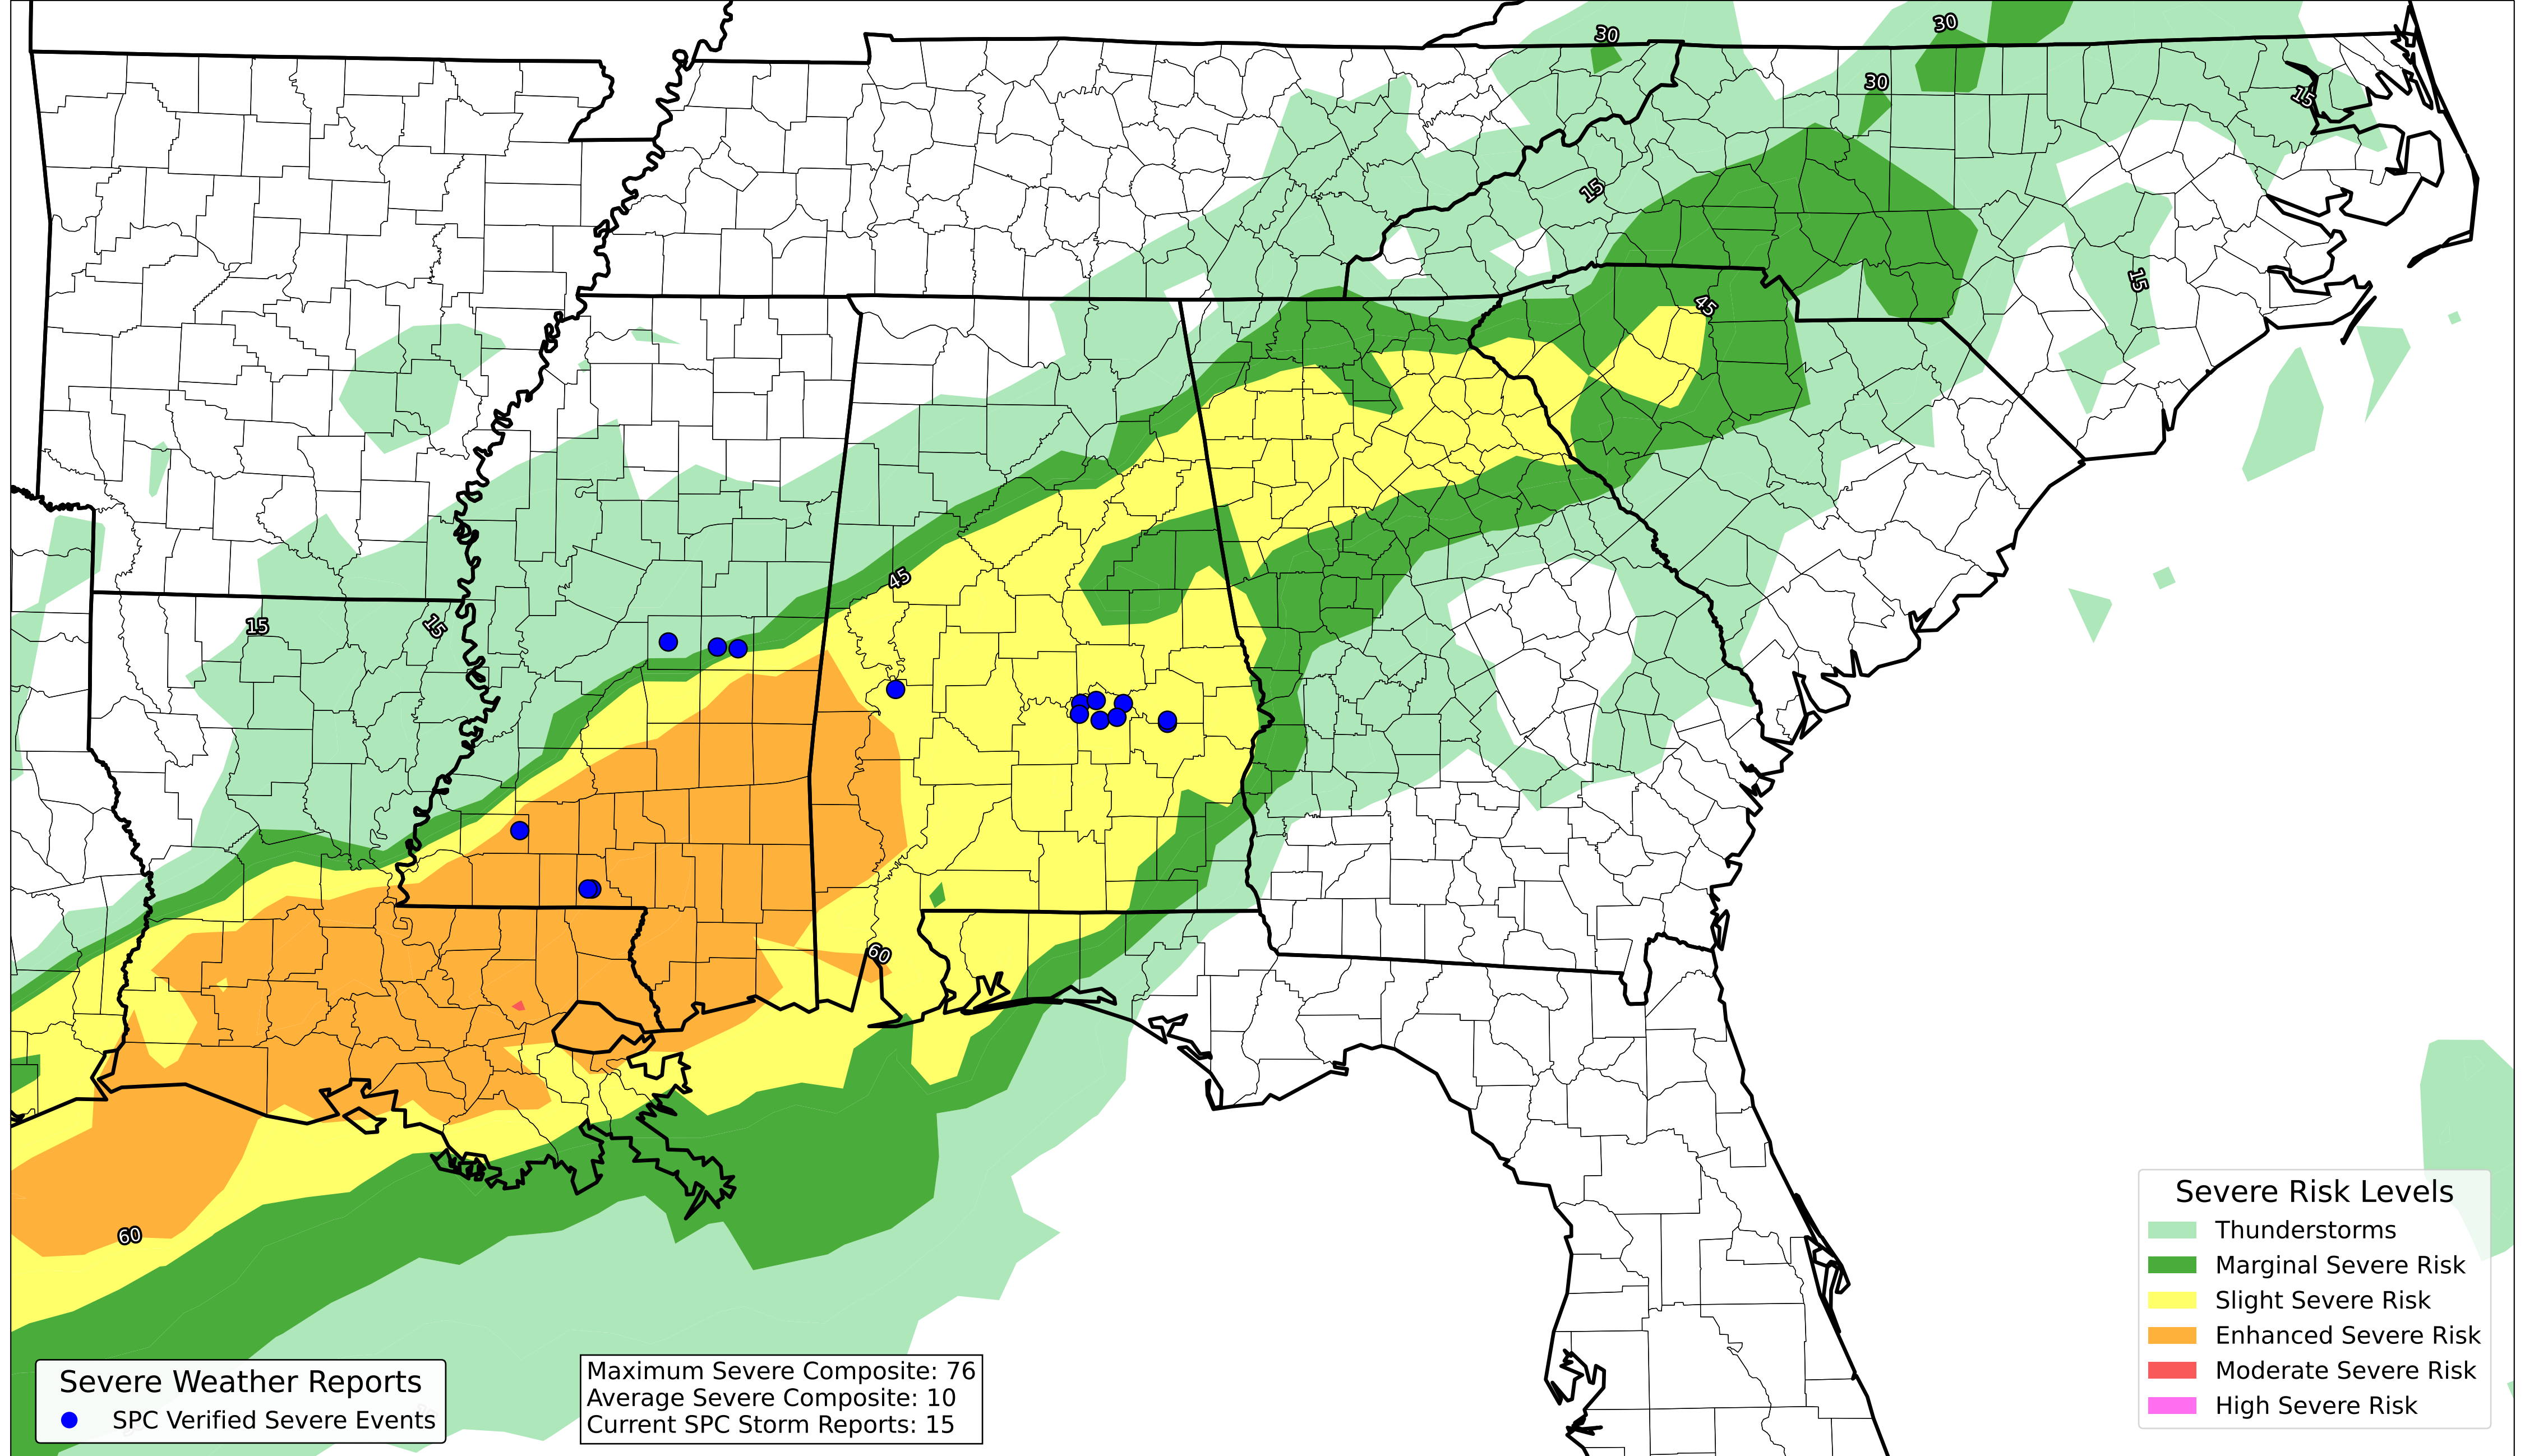 30
30
30
15
15
15
45
45
15
15
60
60
Severe Risk Levels
Thunderstorms
Marginal Severe Risk
Slight Severe Risk
Enhanced Severe Risk
Moderate Severe Risk
High Severe Risk
Severe Weather Reports
SPC Verified Severe Events
Maximum Severe Composite: 76
Average Severe Composite: 10
Current SPC Storm Reports: 15